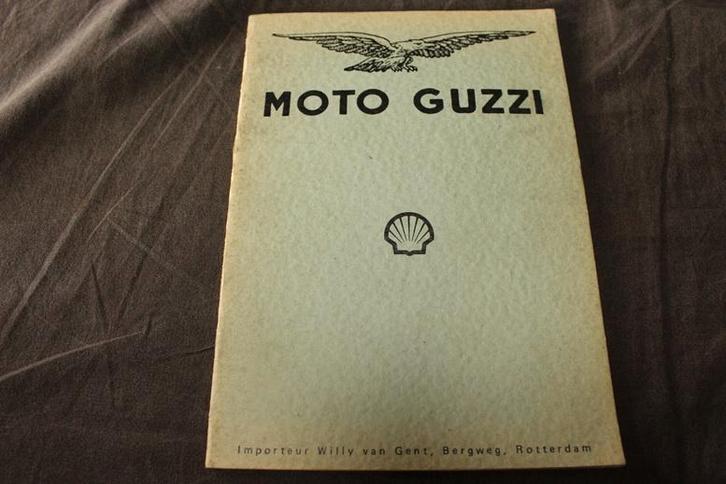 MOTO GUZZI
Importeur Willy van Gent, Bergweg, Rotterdam